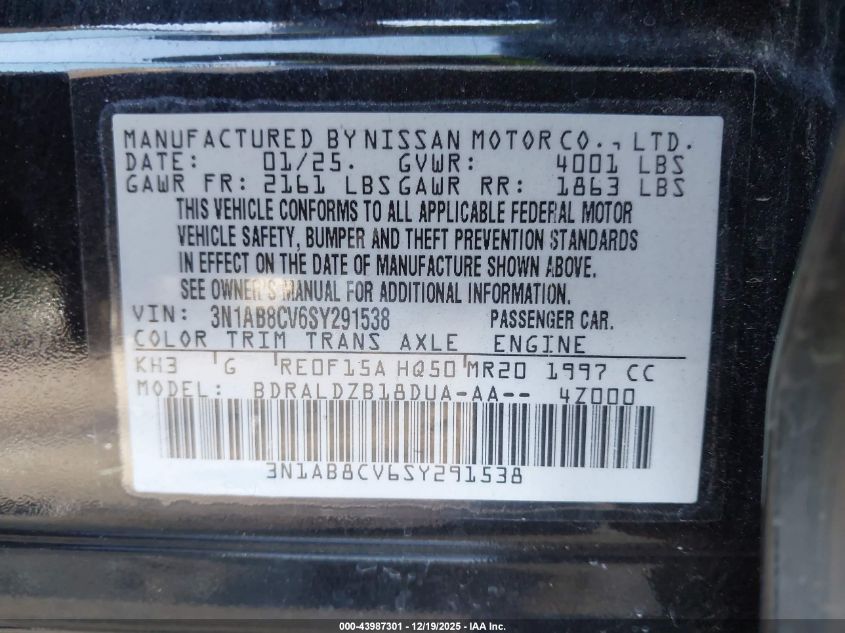 MANUFACTURED BY NISSAN MOTOR CO., LTD.
DATE: 01/25. GVWR: 4001 LBS
GAWR FR: 2161 LBS GAWR RR: 1863 LBS
THIS VEHICLE CONFORMS TO ALL APPLICABLE FEDERAL MOTOR
VEHICLE SAFETY, BUMPER AND THEFT PREVENTION STANDARDS
IN EFFECT ON THE DATE OF MANUFACTURE SHOWN ABOVE.
SEE OWNER'S MANUAL FOR ADDITIONAL INFORMATION.
VIN: 3N1AB8CV6SY291538 PASSENGER CAR.
COLOR TRIM TRANS AXLE ENGINE
KH3 G RE0F15A HQ50 MR20 1997 CC
MODEL: BDRALDZB18DUA-AA-- 4Z000
3N1AB8CV6SY291538
000-43987301 - 12/19/2025 - IAA Inc.